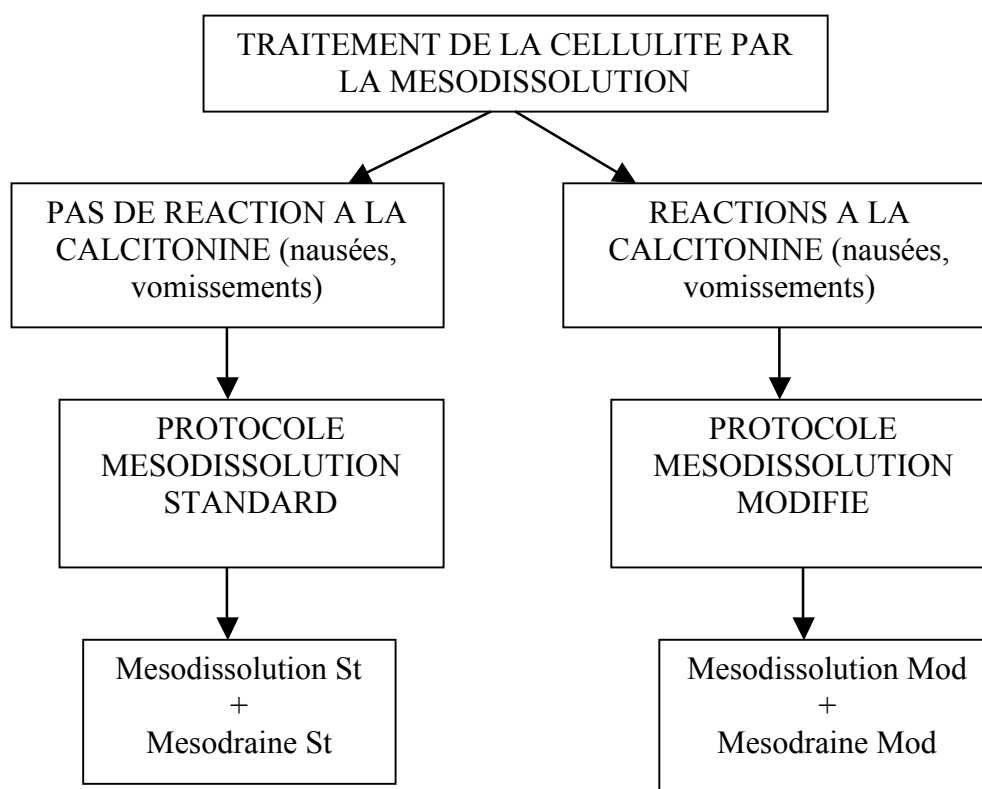 TRAITEMENT DE LA CELLULITE PAR
LA MESODISSOLUTION
PAS DE REACTION A LA
CALCITONINE (nausées,
vomissements)
REACTIONS A LA
CALCITONINE (nausées,
vomissements)
PROTOCOLE
MESODISSOLUTION
STANDARD
PROTOCOLE
MESODISSOLUTION
MODIFIE
Mesodissolution St
+
Mesodraine St
Mesodissolution Mod
+
Mesodraine Mod